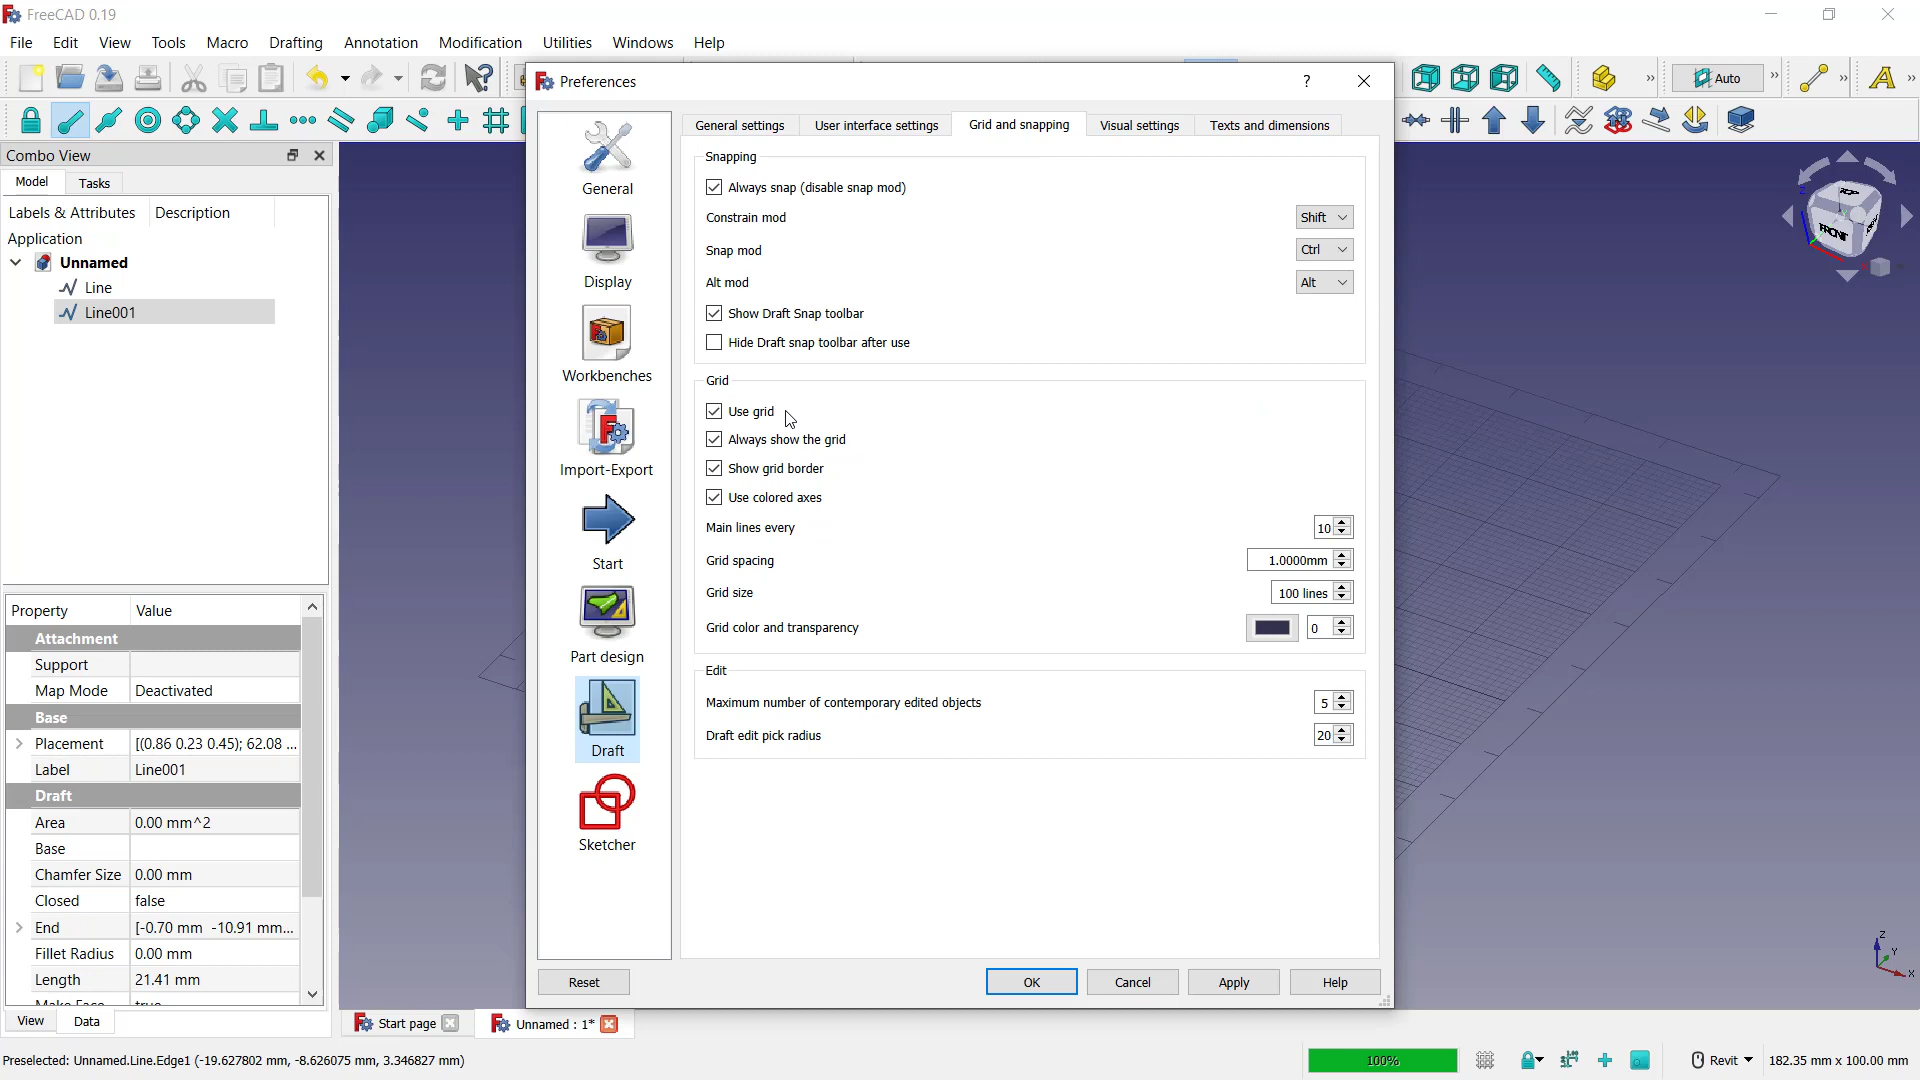 FreeCAD 0.19
File Edit View Tools Macro Drafting Annotation Modification Utilities Windows Help
Auto
Preferences
General settings User interface settings Grid and snapping Visual settings Texts and dimensions
Combo View
Model Tasks
Labels & Attributes Description
Application
Unnamed
Line
Line001
General
Display
Workbenches
Import-Export
Start
Part design
Draft
Sketcher
Snapping
Always snap (disable snap mod)
Constrain mod Shift
Snap mod Ctrl
Alt mod Alt
Show Draft Snap toolbar
Hide Draft snap toolbar after use
Grid
Use grid
Always show the grid
Show grid border
Use colored axes
Main lines every 10
Grid spacing 1.0000mm
Grid size 100 lines
Grid color and transparency 0
Edit
Maximum number of contemporary edited objects 5
Draft edit pick radius 20
Reset OK Cancel Apply Help
TOP
FRONT
Z
Z
Y
X
Property Value
Attachment
Support
Map Mode Deactivated
Base
Placement [(0.86 0.23 0.45); 62.08 ...
Label Line001
Draft
Area 0.00 mm^2
Base
Chamfer Size 0.00 mm
Closed false
End [-0.70 mm -10.91 mm...
Fillet Radius 0.00 mm
Length 21.41 mm
Make Face true
View Data
Start page Unnamed : 1*
Preselected: Unnamed.Line.Edge1 (-19.627802 mm, -8.626075 mm, 3.346827 mm)
100% Revit 182.35 mm x 100.00 mm